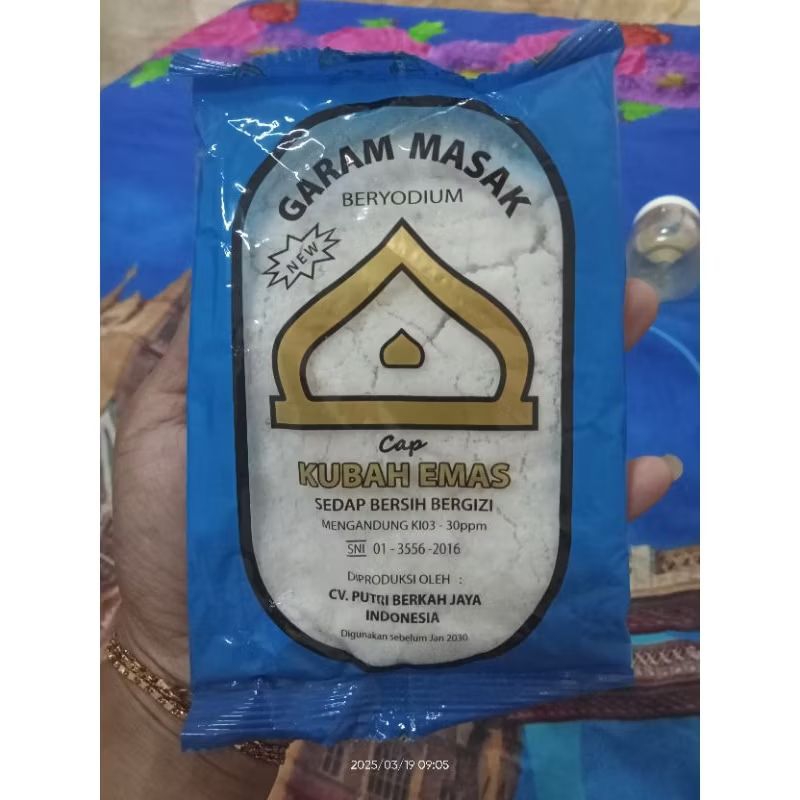 GARAM MASAK
BERYODIUM
NEW
Cap
KUBAH EMAS
SEDAP BERSIH BERGIZI
MENGANDUNG KI03 - 30ppm
SNI 01 - 3556 -2016
DIPRODUKSI OLEH :
CV. PUTRI BERKAH JAYA
INDONESIA
Digunakan sebelum Jan 2030
2025/03/19 09:05